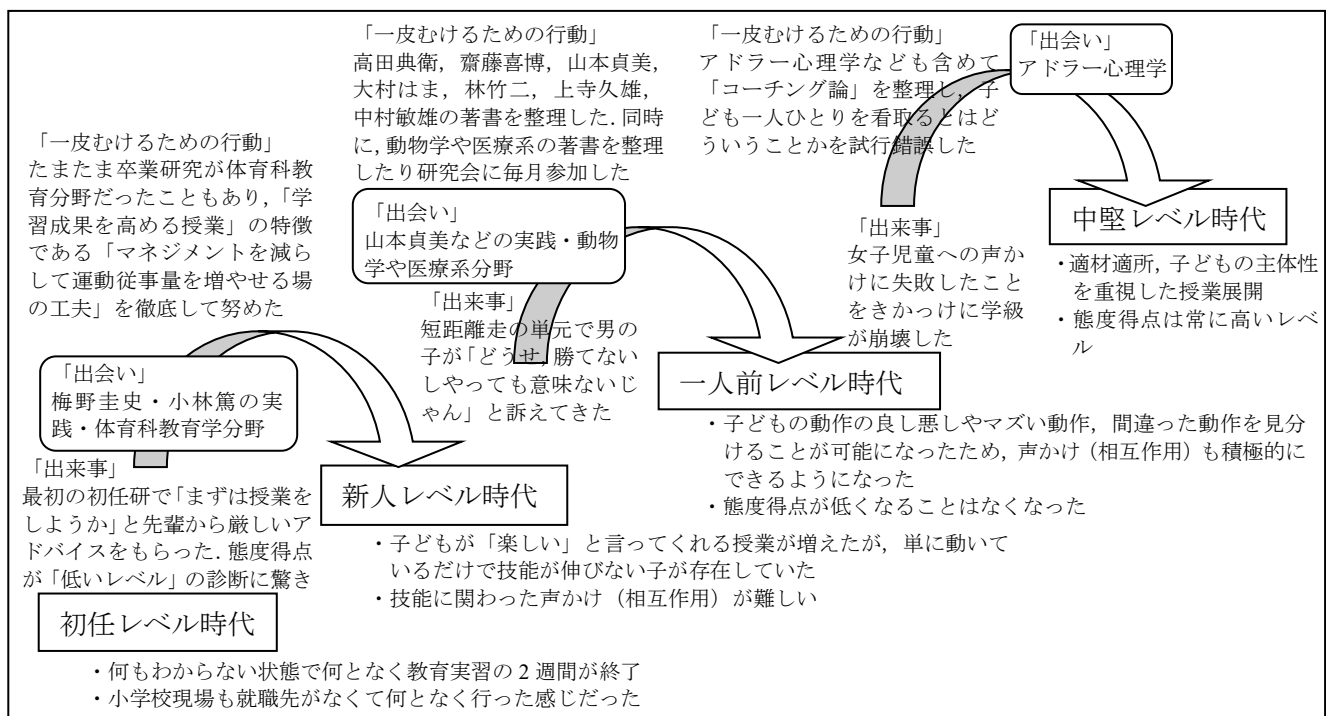 「一皮むけるための行動」
高田典衛，齋藤喜博，山本貞美，
大村はま，林竹二，上寺久雄，
中村敏雄の著書を整理した．同時
に，動物学や医療系の著書を整理
したり研究会に毎月参加した
「一皮むけるための行動」
アドラー心理学なども含めて
「コーチング論」を整理し，子
ども一人ひとりを看取るとはど
ういうことかを試行錯誤した
「出会い」
アドラー心理学
「一皮むけるための行動」
たまたま卒業研究が体育科教
育分野だったこともあり，「学
習成果を高める授業」の特徴
である「マネジメントを減ら
して運動従事量を増やせる場
の工夫」を徹底して努めた
「出会い」
山本貞美などの実践・動物
学や医療系分野
「出来事」
女子児童への声か
けに失敗したこと
をきかっけに学級
が崩壊した
中堅レベル時代
・適材適所，子どもの主体性
を重視した授業展開
・態度得点は常に高いレベ
ル
「出来事」
短距離走の単元で男の
子が「どうせ，勝てない
しやっても意味ないじ
ゃん」と訴えてきた
「出会い」
梅野圭史・小林篤の実
践・体育科教育学分野
一人前レベル時代
・子どもの動作の良し悪しやマズい動作，間違った動作を見分
けることが可能になったため，声かけ（相互作用）も積極的に
できるようになった
・態度得点が低くなることはなくなった
「出来事」
最初の初任研で「まずは授業を
しようか」と先輩から厳しいア
ドバイスをもらった．態度得点
が「低いレベル」の診断に驚き
新人レベル時代
・子どもが「楽しい」と言ってくれる授業が増えたが，単に動いて
いるだけで技能が伸びない子が存在していた
・技能に関わった声かけ（相互作用）が難しい
初任レベル時代
・何もわからない状態で何となく教育実習の 2 週間が終了
・小学校現場も就職先がなくて何となく行った感じだった